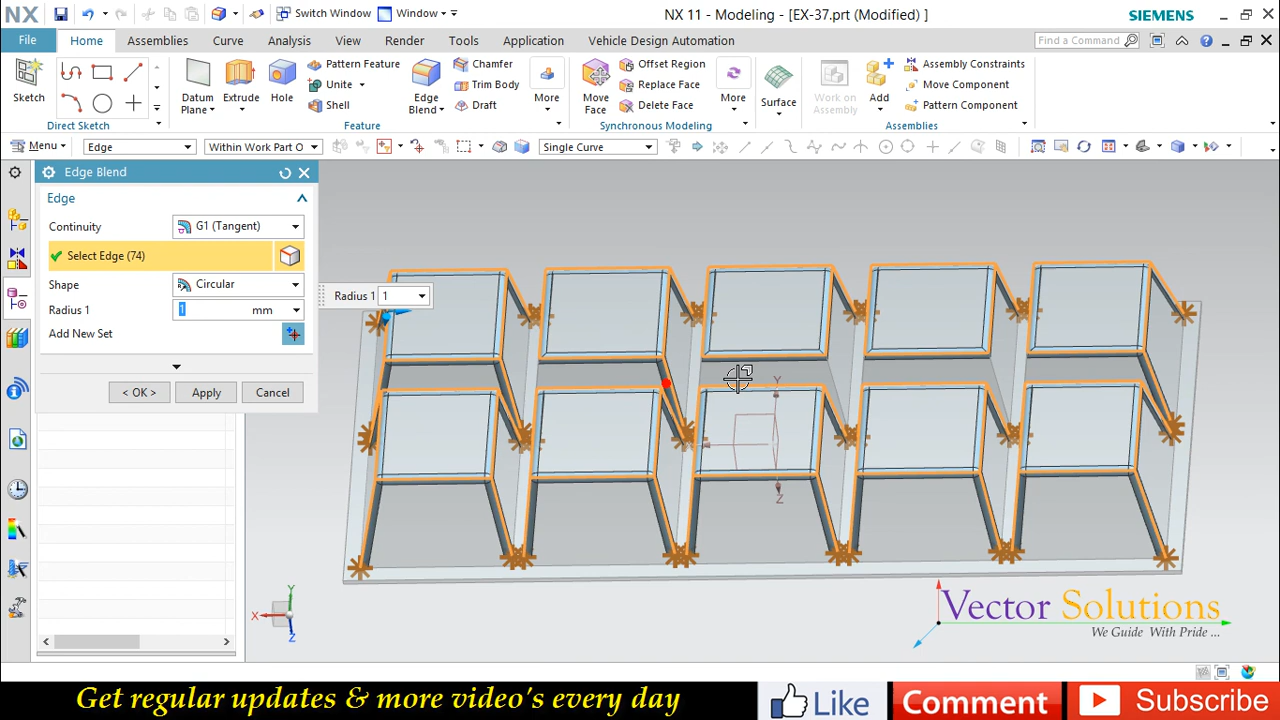 NX Switch Window Window NX 11 - Modeling - [EX-37.prt (Modified) ] SIEMENS
File Home Assemblies Curve Analysis View Render Tools Application Vehicle Design Automation Find a Command
Sketch Datum Plane Extrude Hole Pattern Feature Unite Shell Edge Blend Chamfer Trim Body Draft More Move Face Offset Region Replace Face Delete Face More Surface Work on Assembly Add Assembly Constraints Move Component Pattern Component
Direct Sketch Feature Synchronous Modeling Assemblies
Menu Edge Within Work Part O Single Curve
Edge Blend
Edge
Continuity G1 (Tangent)
Select Edge (74)
Shape Circular
Radius 1 1 mm
Radius 1 1
Add New Set
< OK > Apply Cancel
Y
Z
Y
X
Z
Vector Solutions
We Guide With Pride ...
Get regular updates & more video's every day Like Comment Subscribe